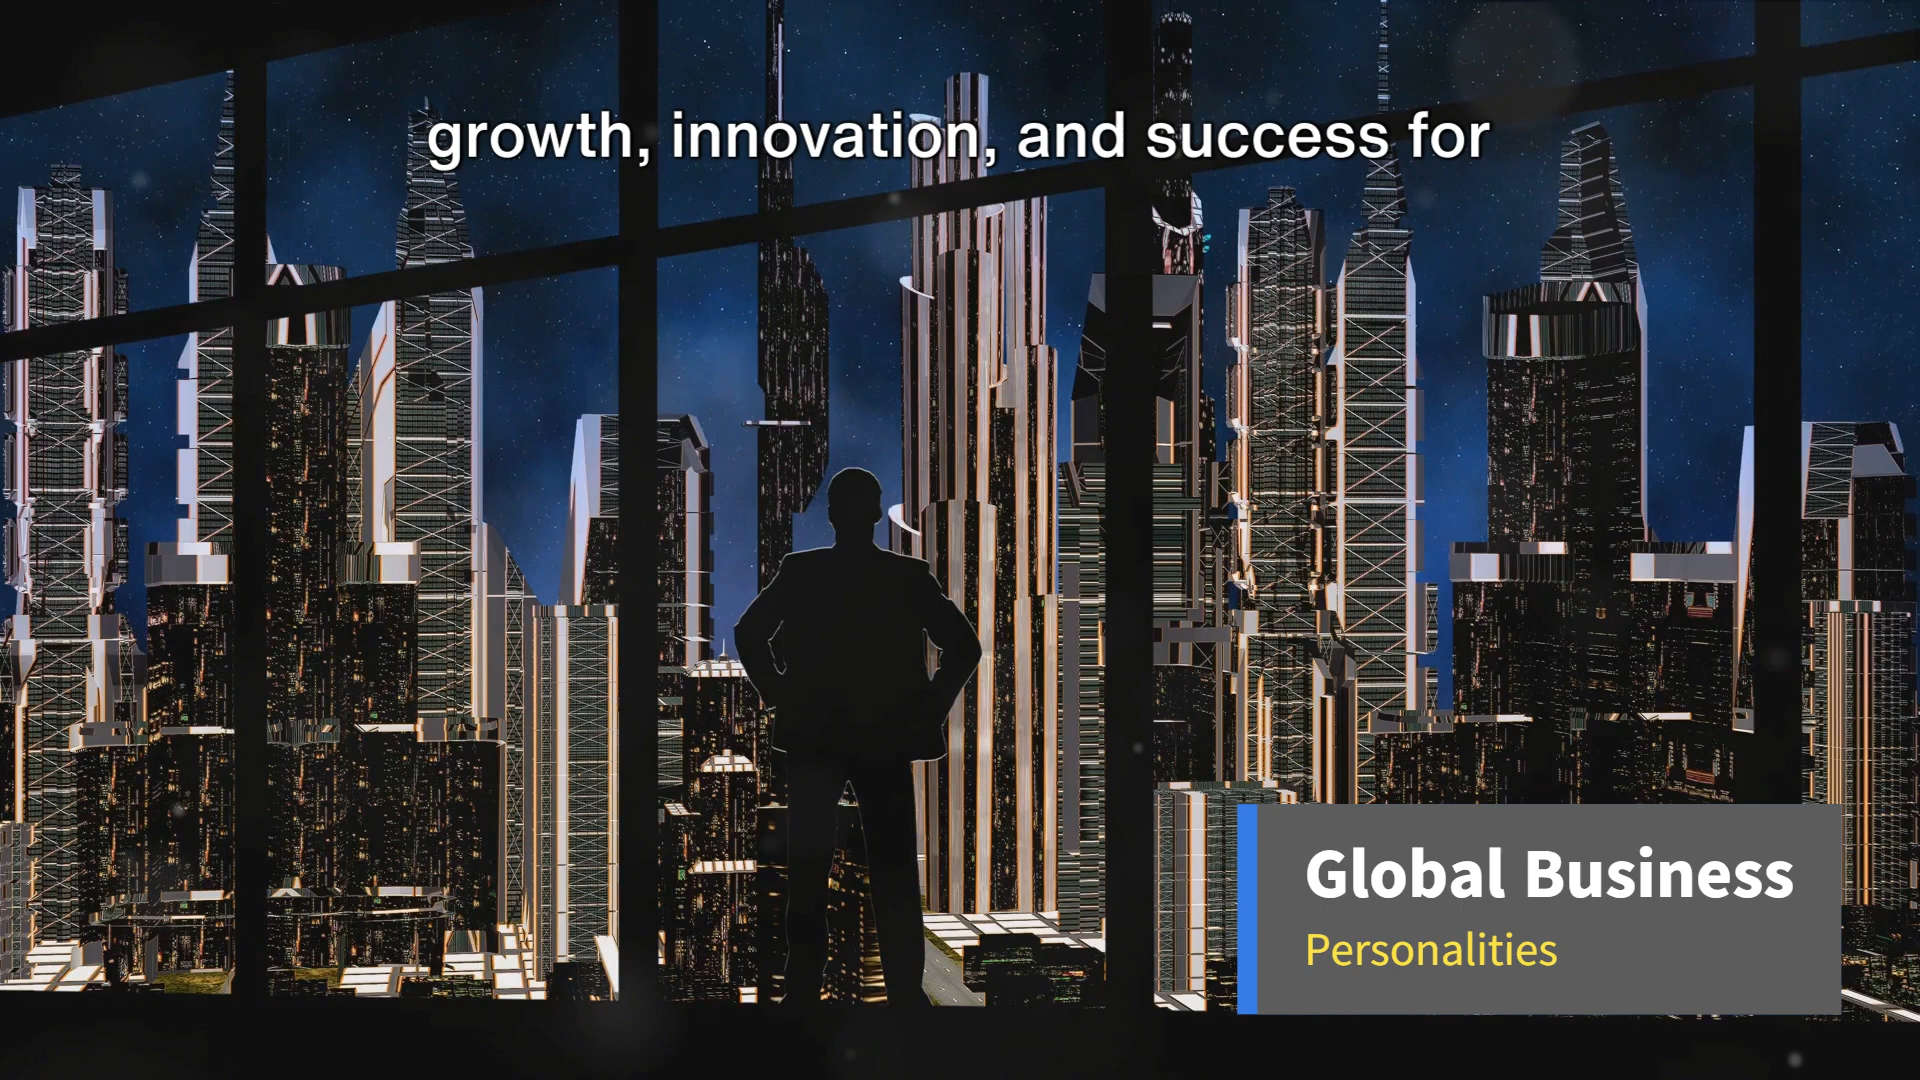 growth, innovation, and success for
Global Business
Personalities